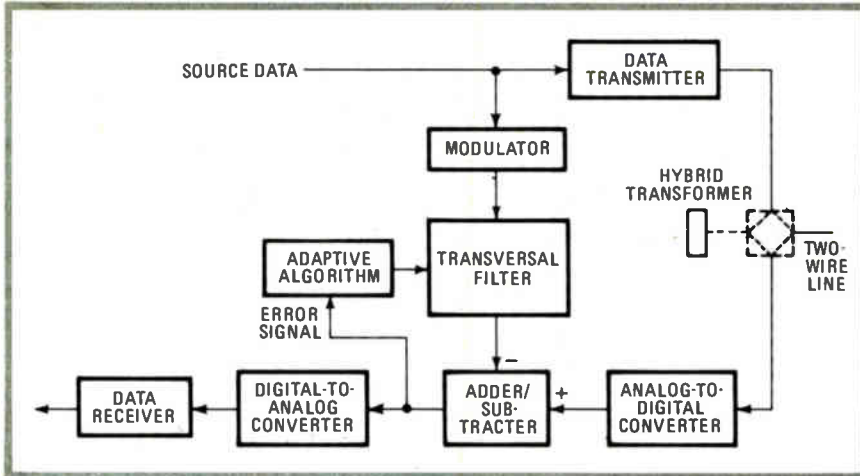 SOURCE DATA
DATA
TRANSMITTER
MODULATOR
HYBRID
TRANSFORMER
TWO-
WIRE
LINE
ADAPTIVE
ALGORITHM
TRANSVERSAL
FILTER
ERROR
SIGNAL
–
+
DATA
RECEIVER
DIGITAL-TO-
ANALOG
CONVERTER
ADDER/
SUB-
TRACTER
ANALOG-TO-
DIGITAL
CONVERTER